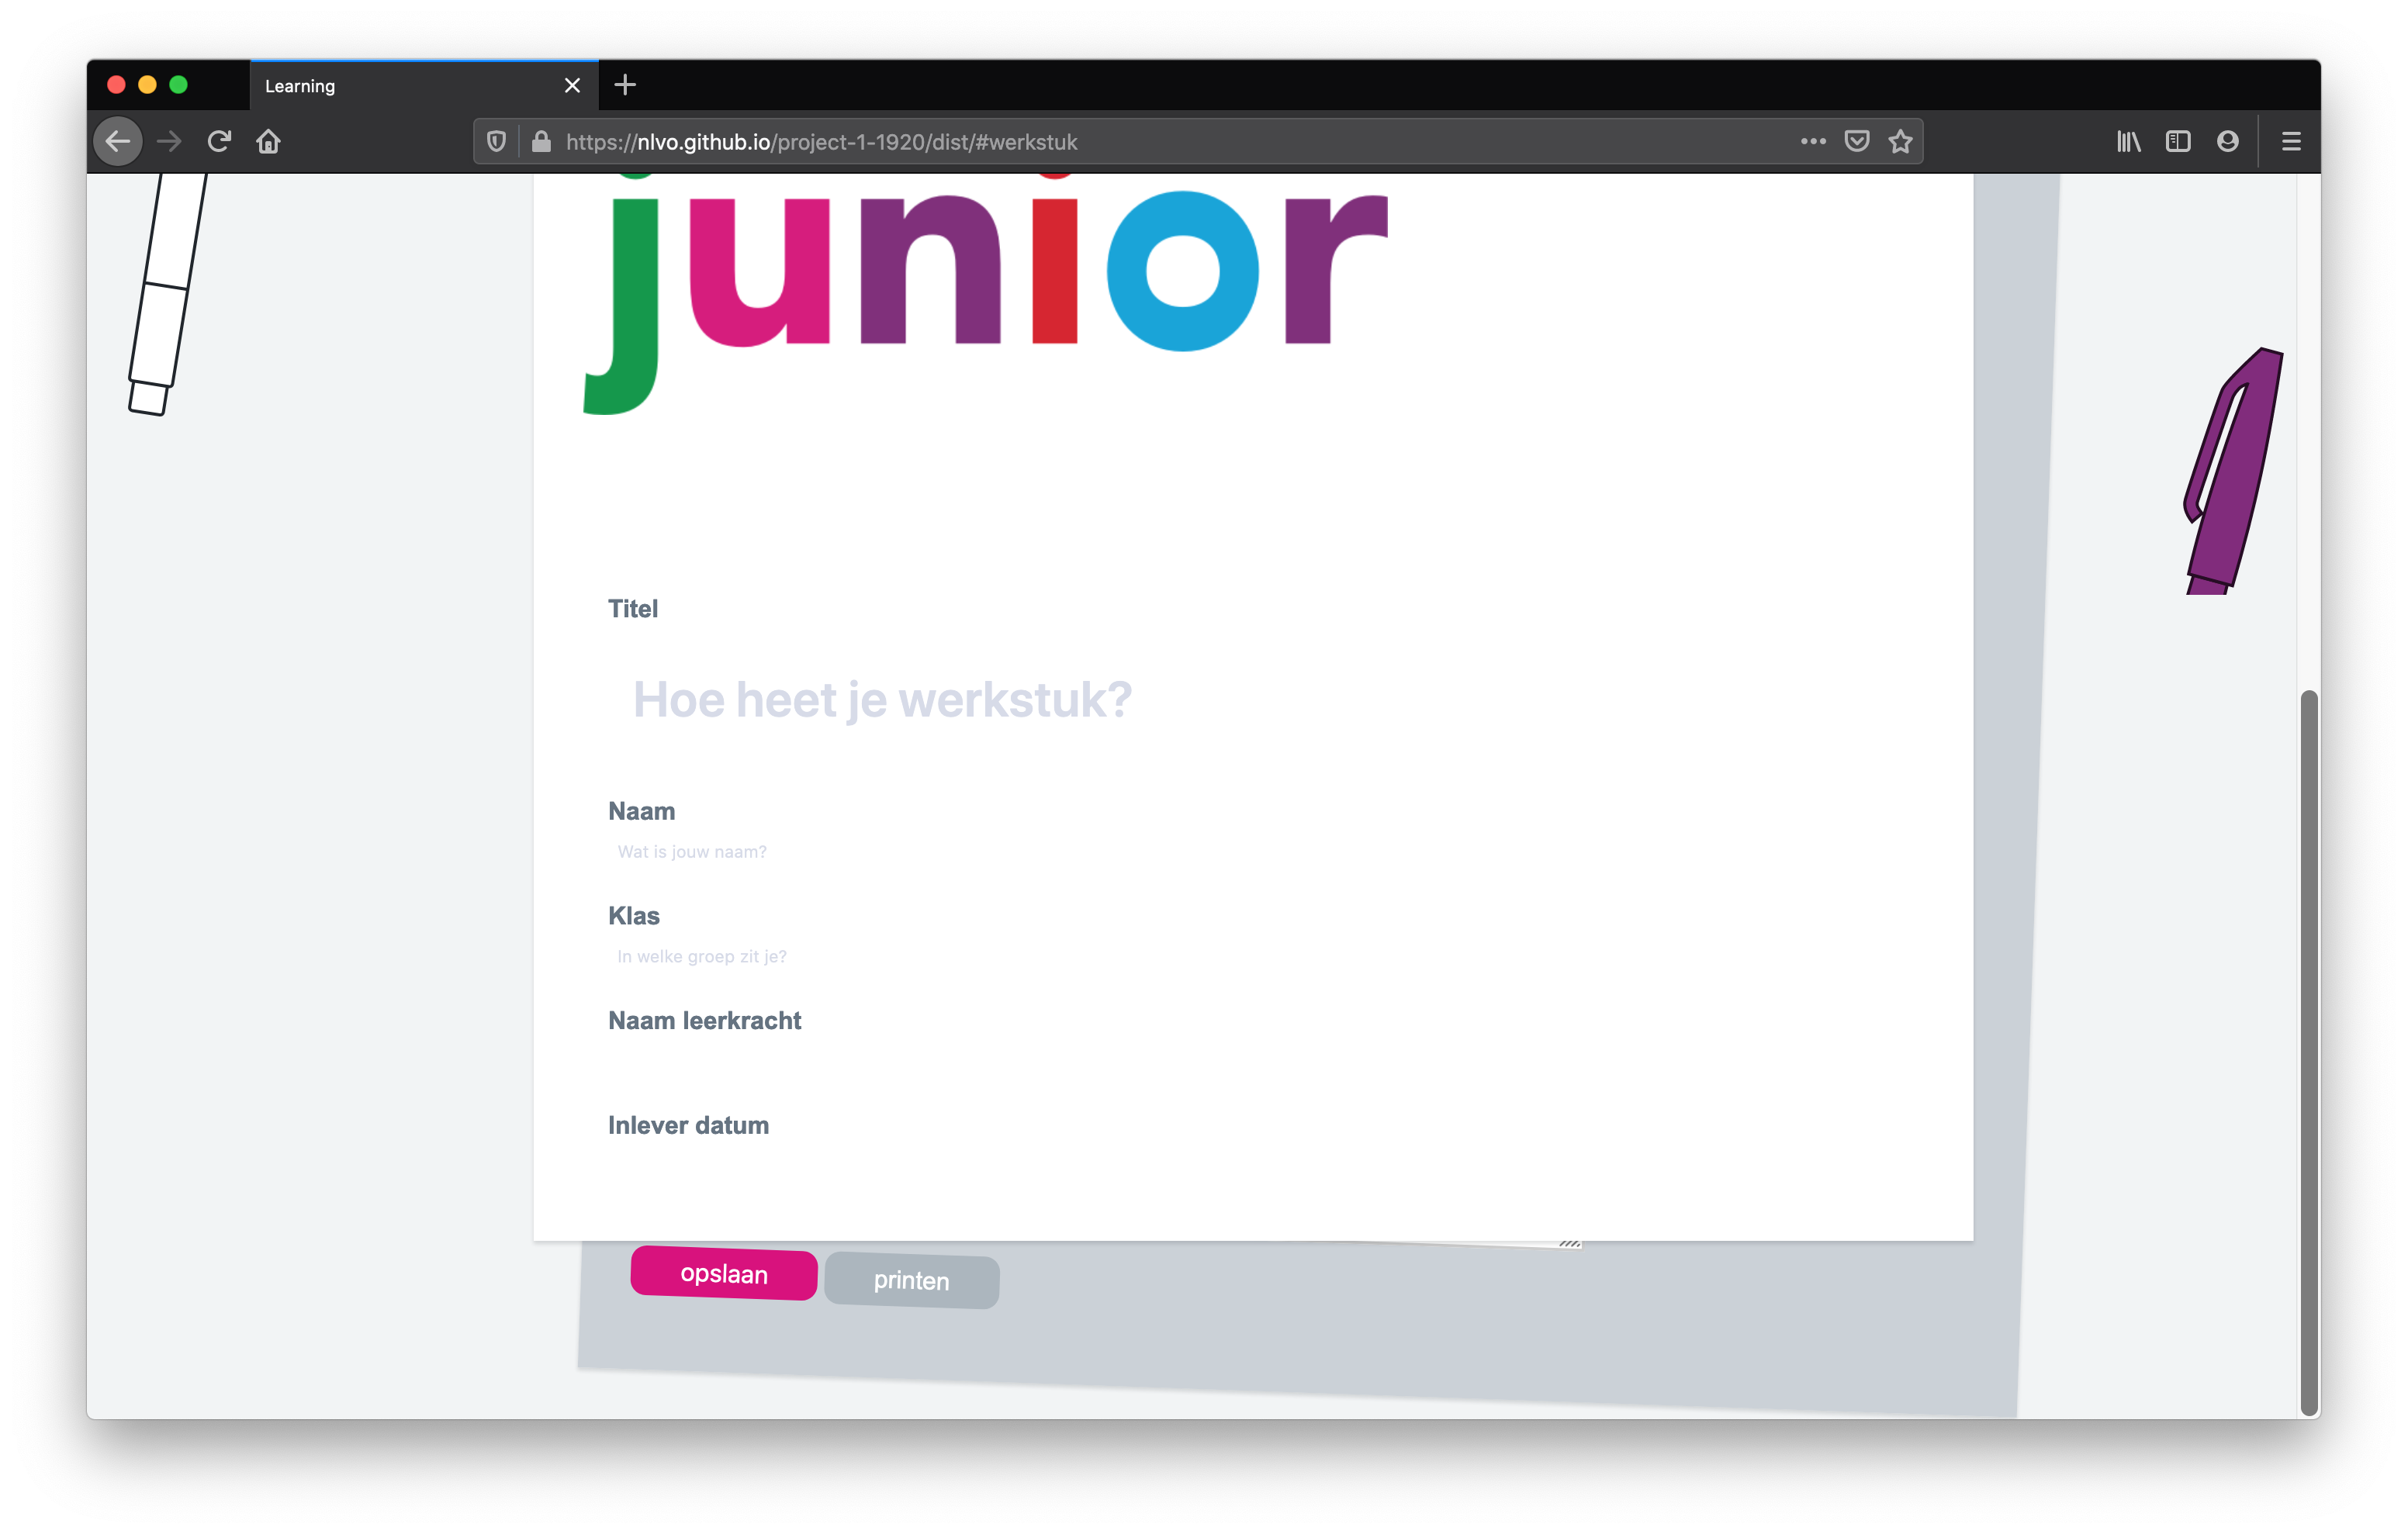 Learning
https://nlvo.github.io/project-1-1920/dist/#werkstuk
junior
Titel
Hoe heet je werkstuk?
Naam
Wat is jouw naam?
Klas
In welke groep zit je?
Naam leerkracht
Inlever datum
opslaan
printen